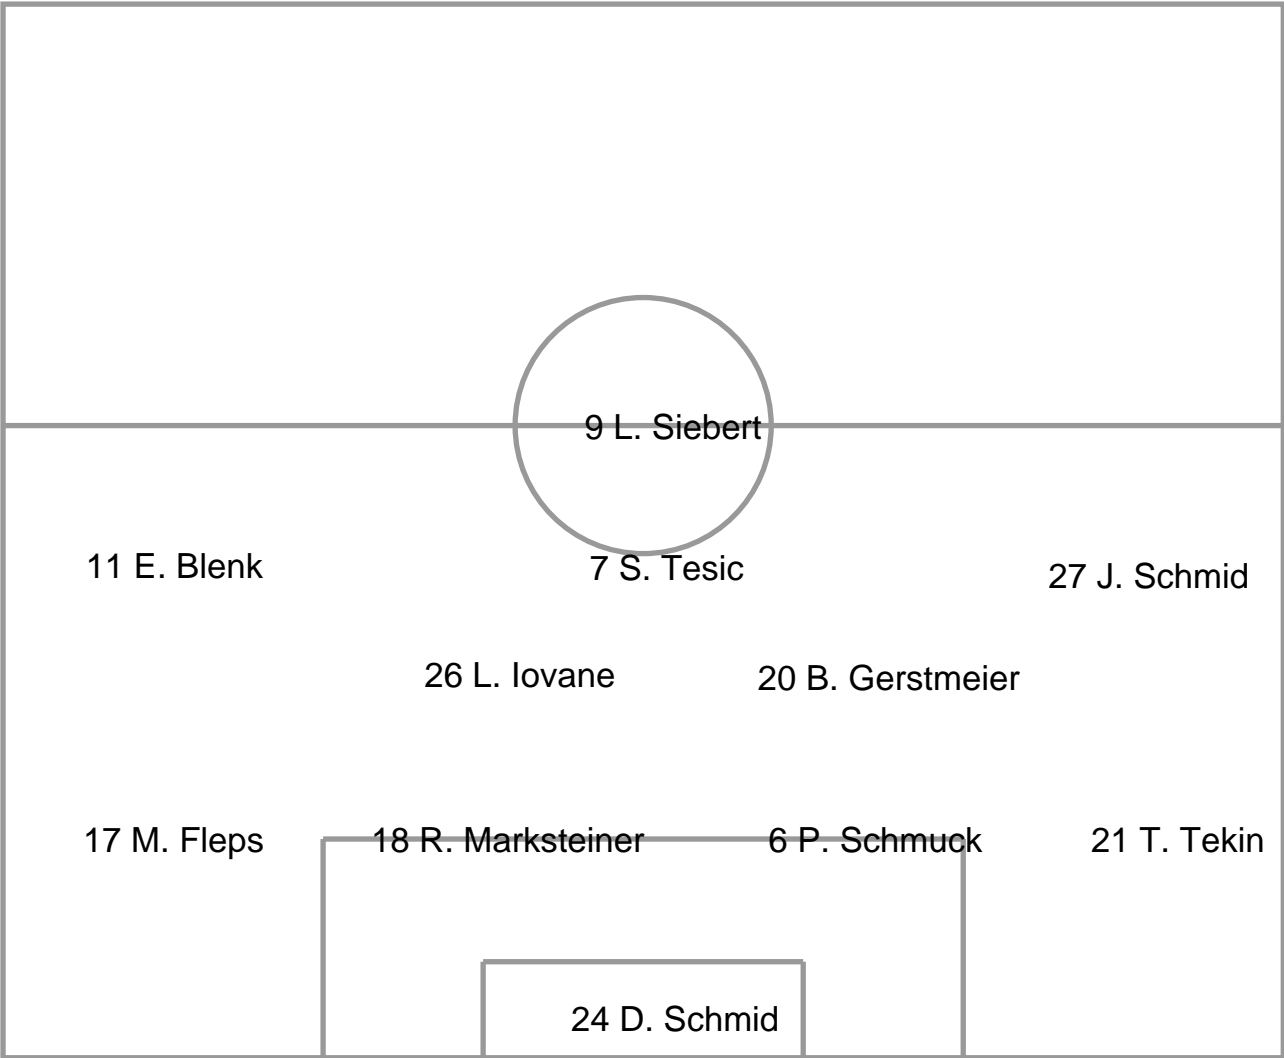 9 L. Siebert
11 E. Blenk
7 S. Tesic
27 J. Schmid
26 L. Iovane
20 B. Gerstmeier
17 M. Fleps
18 R. Marksteiner
6 P. Schmuck
21 T. Tekin
24 D. Schmid